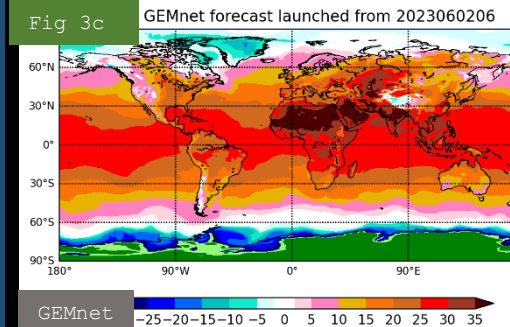 Fig 3c
GEMnet forecast launched from 2023060206
60°N
30°N
0°
30°S
60°S
90°S
180° 90°W 0° 90°E
GEMnet
−25−20−15−10−5 0 5 10 15 20 25 30 35